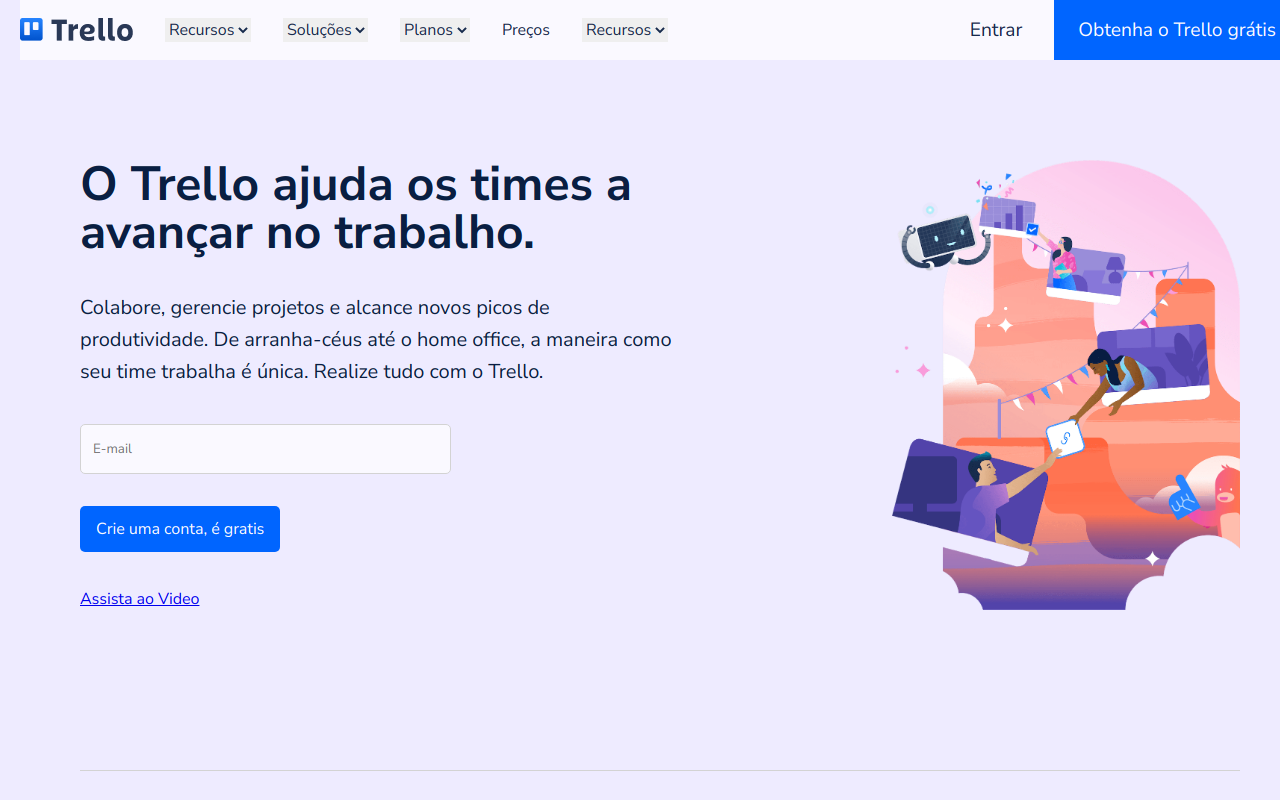 Trello Recursos Soluções Planos Preços Recursos Entrar Obtenha o Trello grátis
O Trello ajuda os times a
avançar no trabalho.
Colabore, gerencie projetos e alcance novos picos de
produtividade. De arranha-céus até o home office, a maneira como
seu time trabalha é única. Realize tudo com o Trello.
E-mail
Crie uma conta, é gratis
Assista ao Video